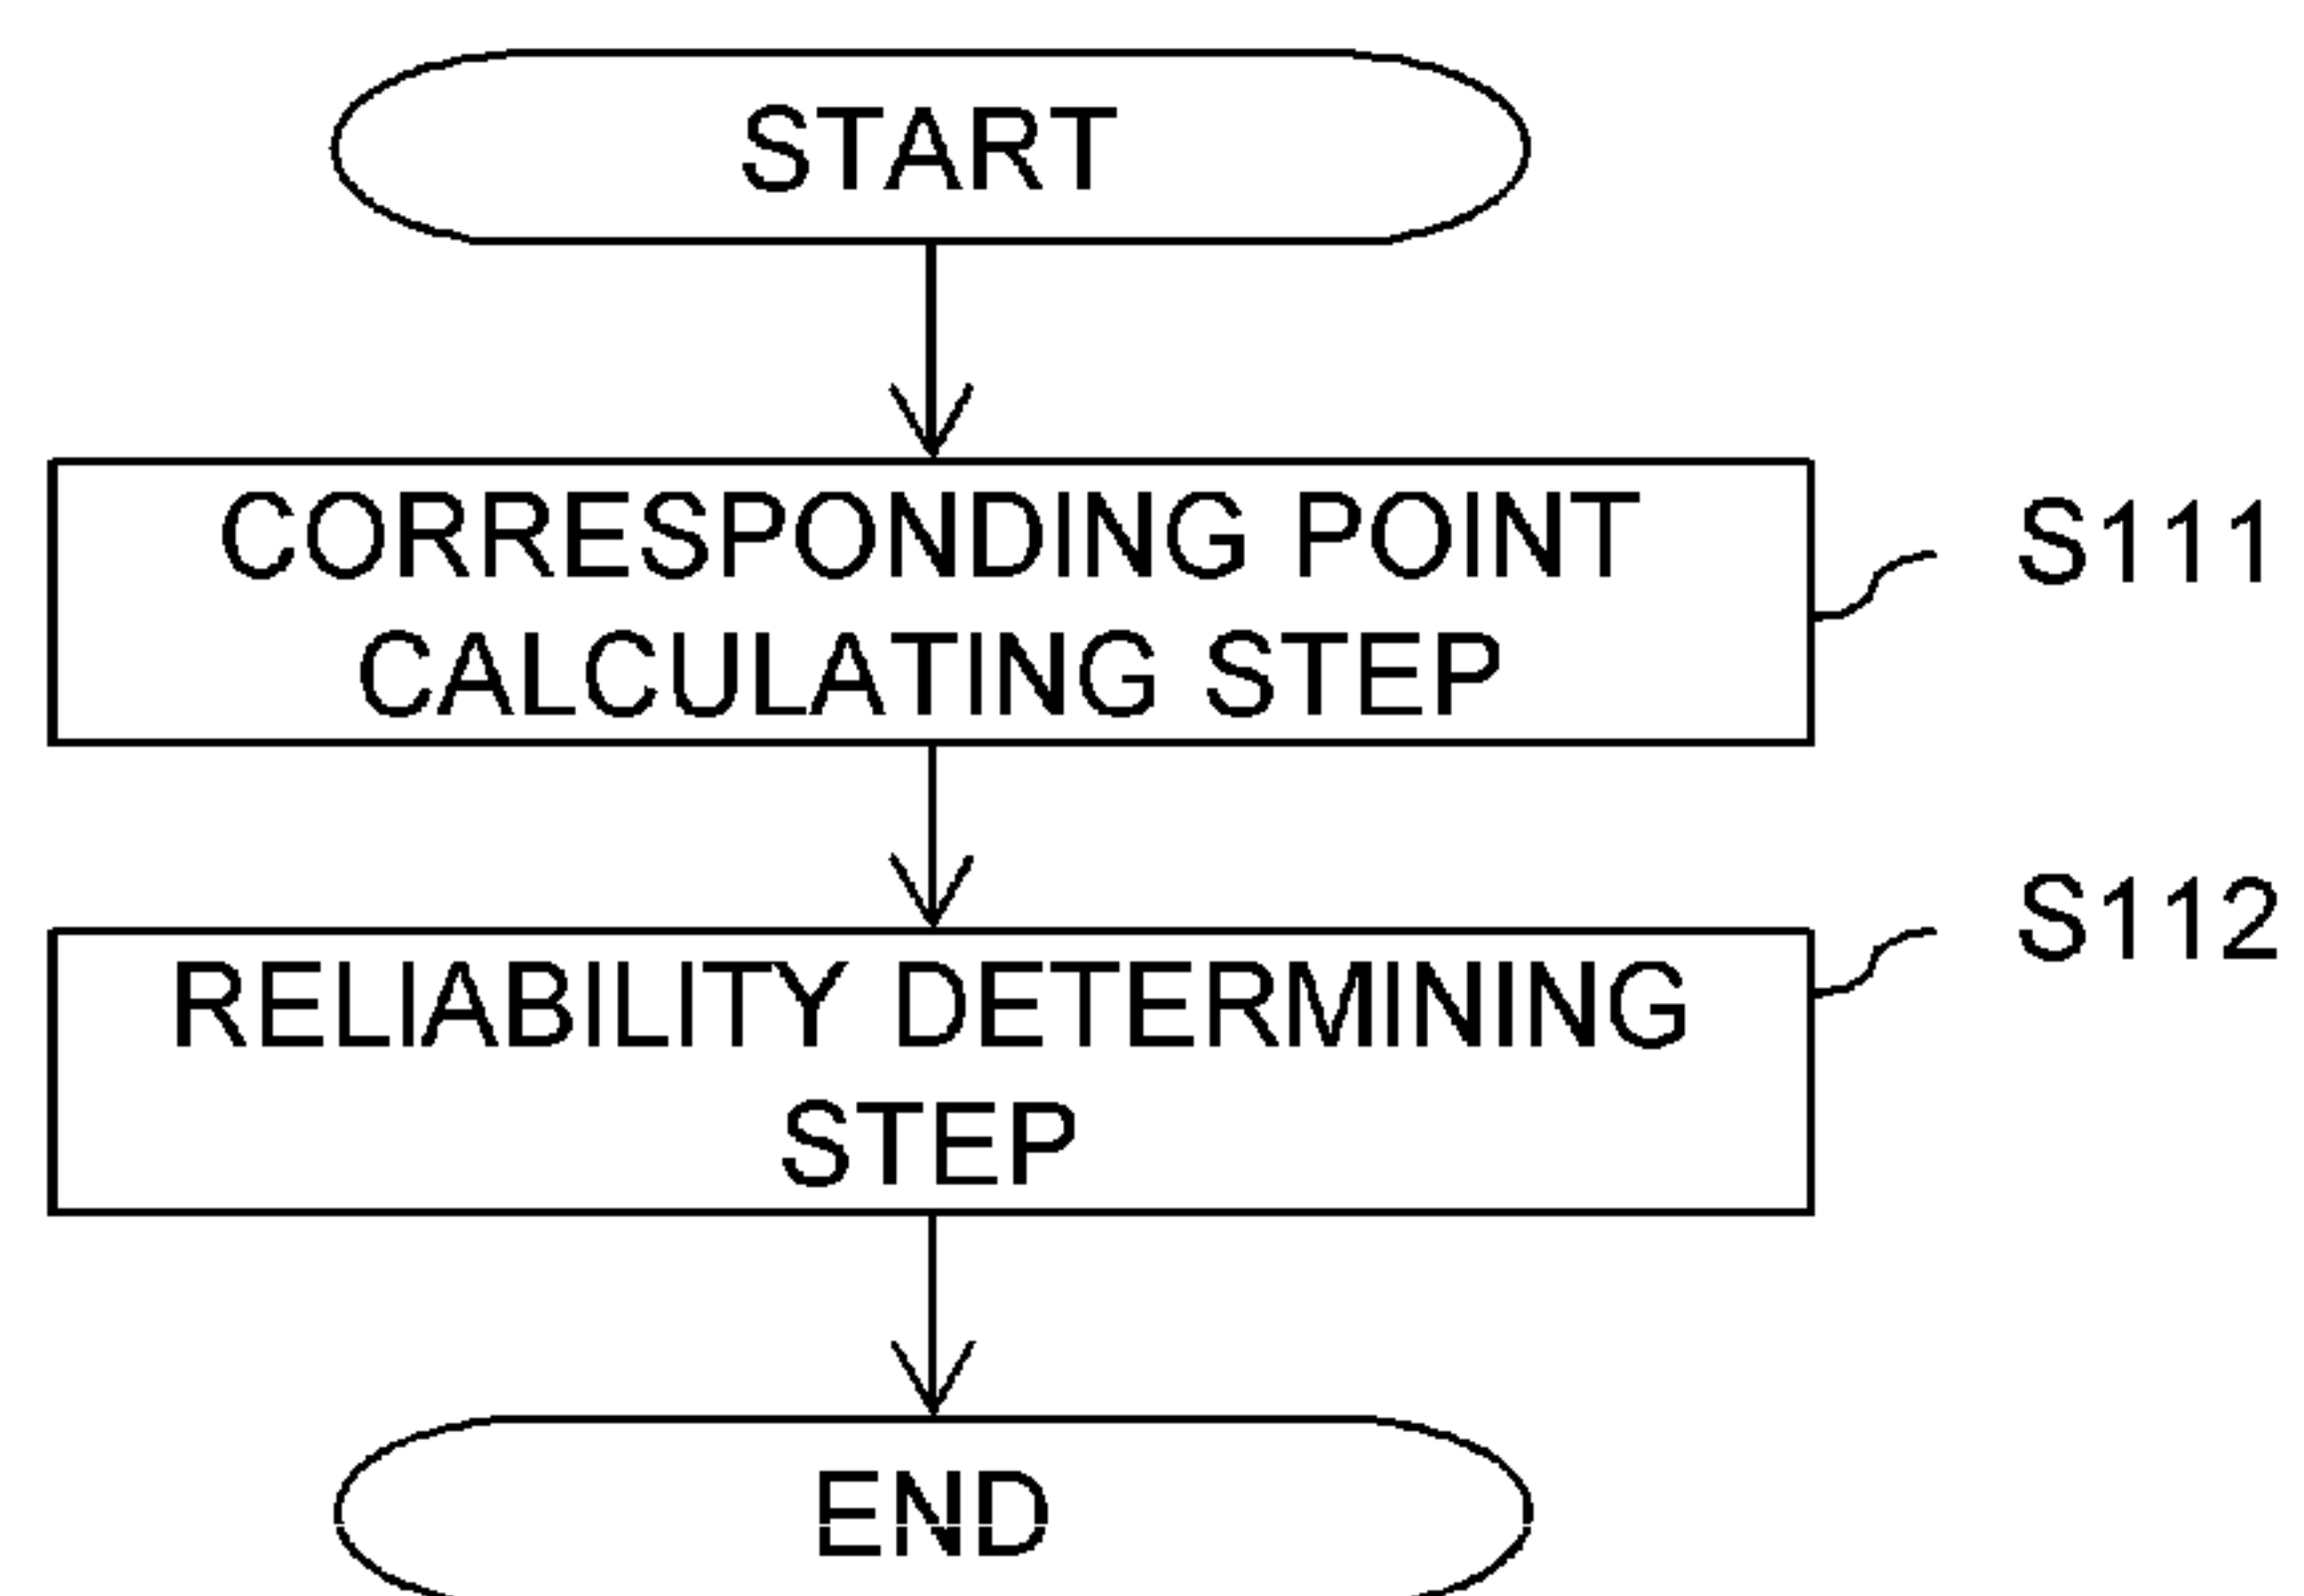 START
CORRESPONDING POINT
CALCULATING STEP
S111
RELIABILITY DETERMINING
STEP
S112
END